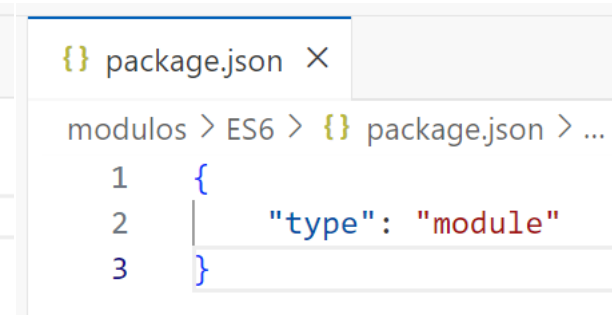 {} package.json ×
modulos > ES6 > {} package.json > ...
1 {
2 "type": "module"
3 }